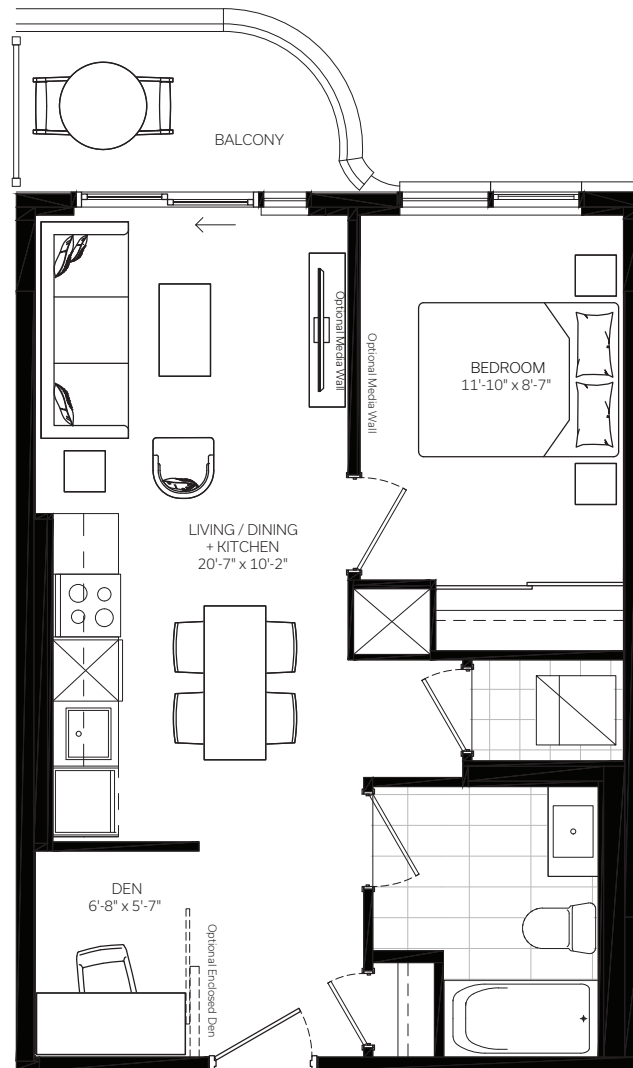 BALCONY
Optional Media Wall
Optional Media Wall
BEDROOM
11'-10" x 8'-7"
LIVING / DINING
+ KITCHEN
20'-7" x 10'-2"
DEN
6'-8" x 5'-7"
Optional Enclosed Den